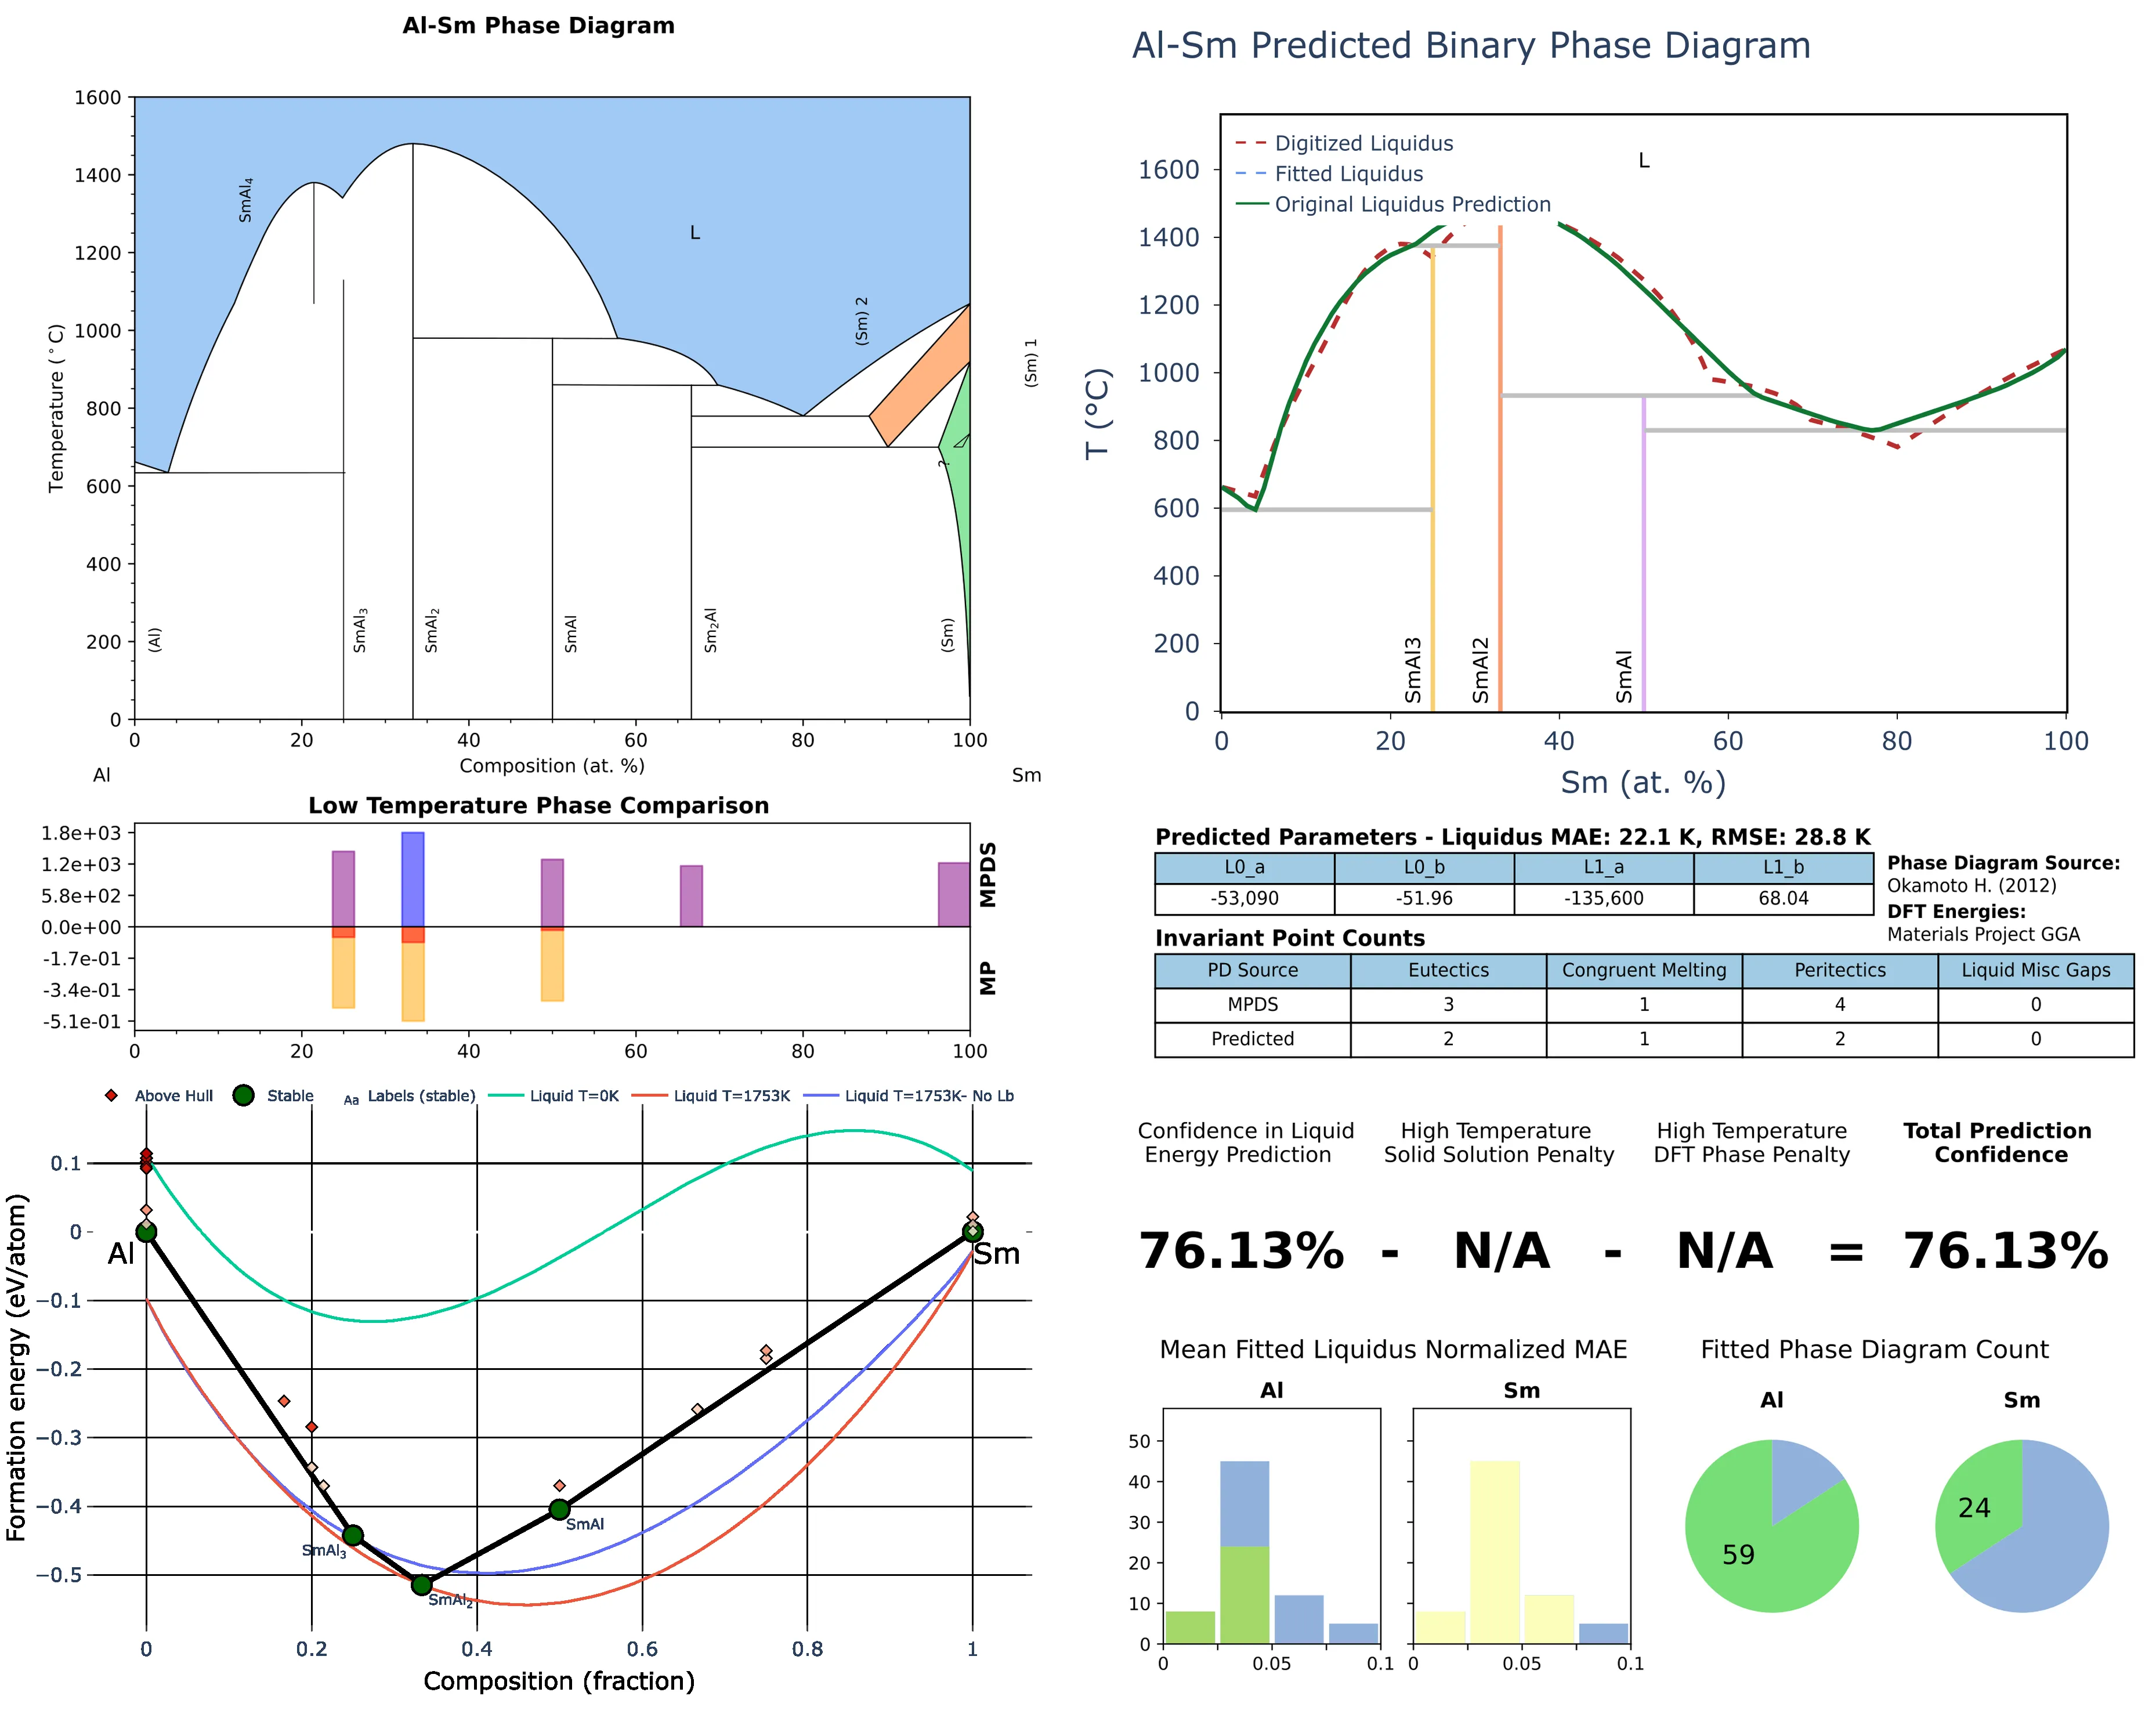 Al-Sm Phase Diagram
1600
1400
1200
1000
800
600
400
200
0
Temperature (°C)
SmAl4
L
(Sm) 2
(Sm) 1
?
(Al)
SmAl3
SmAl2
SmAl
Sm2Al
(Sm)
0 20 40 60 80 100
Composition (at. %)
Al Sm
Al-Sm Predicted Binary Phase Diagram
Digitized Liquidus
Fitted Liquidus
Original Liquidus Prediction
L
1600
1400
1200
1000
800
600
400
200
0
T (°C)
SmAl3
SmAl2
SmAl
0 20 40 60 80 100
Sm (at. %)
Low Temperature Phase Comparison
1.8e+03
1.2e+03
5.8e+02
0.0e+00
-1.7e-01
-3.4e-01
-5.1e-01
MPDS
MP
0 20 40 60 80 100
Predicted Parameters - Liquidus MAE: 22.1 K, RMSE: 28.8 K
L0_a L0_b L1_a L1_b
-53,090 -51.96 -135,600 68.04
Phase Diagram Source:
Okamoto H. (2012)
DFT Energies:
Materials Project GGA
Invariant Point Counts
PD Source Eutectics Congruent Melting Peritectics Liquid Misc Gaps
MPDS 3 1 4 0
Predicted 2 1 2 0
Above Hull Stable Aa Labels (stable) Liquid T=0K Liquid T=1753K Liquid T=1753K- No Lb
0.1
0
−0.1
−0.2
−0.3
−0.4
−0.5
Formation energy (eV/atom)
Al
Sm
SmAl3
SmAl2
SmAl
0 0.2 0.4 0.6 0.8 1
Composition (fraction)
Confidence in Liquid
Energy Prediction
High Temperature
Solid Solution Penalty
High Temperature
DFT Phase Penalty
Total Prediction
Confidence
76.13% - N/A - N/A = 76.13%
Mean Fitted Liquidus Normalized MAE
Al Sm
50
40
30
20
10
0
0 0.05 0.1
0 0.05 0.1
Fitted Phase Diagram Count
Al Sm
59
24